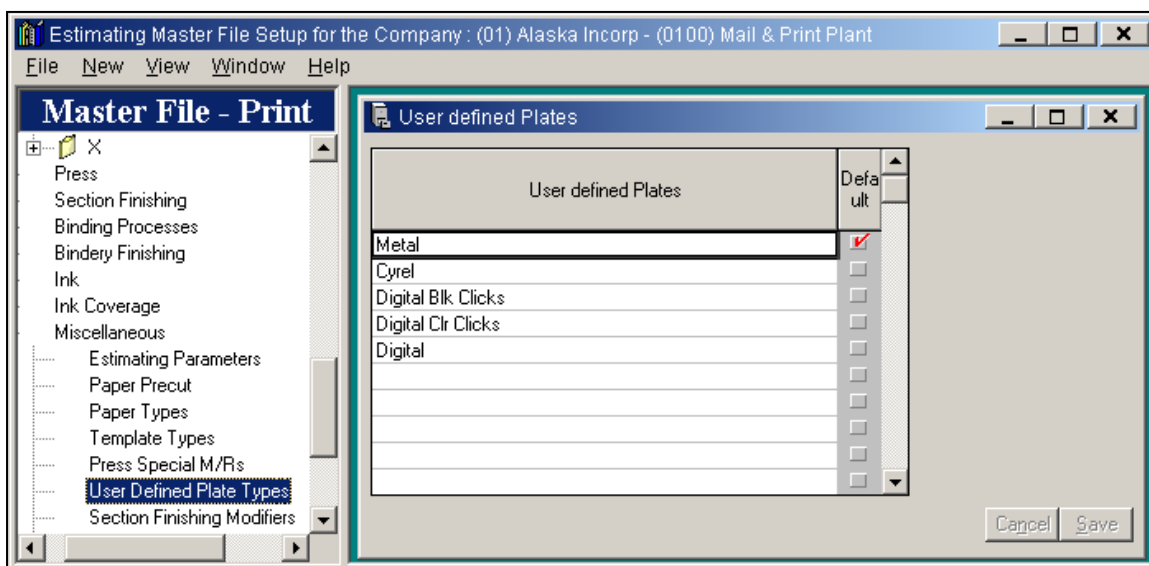 Estimating Master File Setup for the Company : (01) Alaska Incorp - (0100) Mail & Print Plant
File New View Window Help
Master File - Print
X
Press
Section Finishing
Binding Processes
Bindery Finishing
Ink
Ink Coverage
Miscellaneous
Estimating Parameters
Paper Precut
Paper Types
Template Types
Press Special M/Rs
User Defined Plate Types
Section Finishing Modifiers
User defined Plates
User defined Plates
Defa
ult
Metal
Cyrel
Digital Blk Clicks
Digital Clr Clicks
Digital
Cancel Save